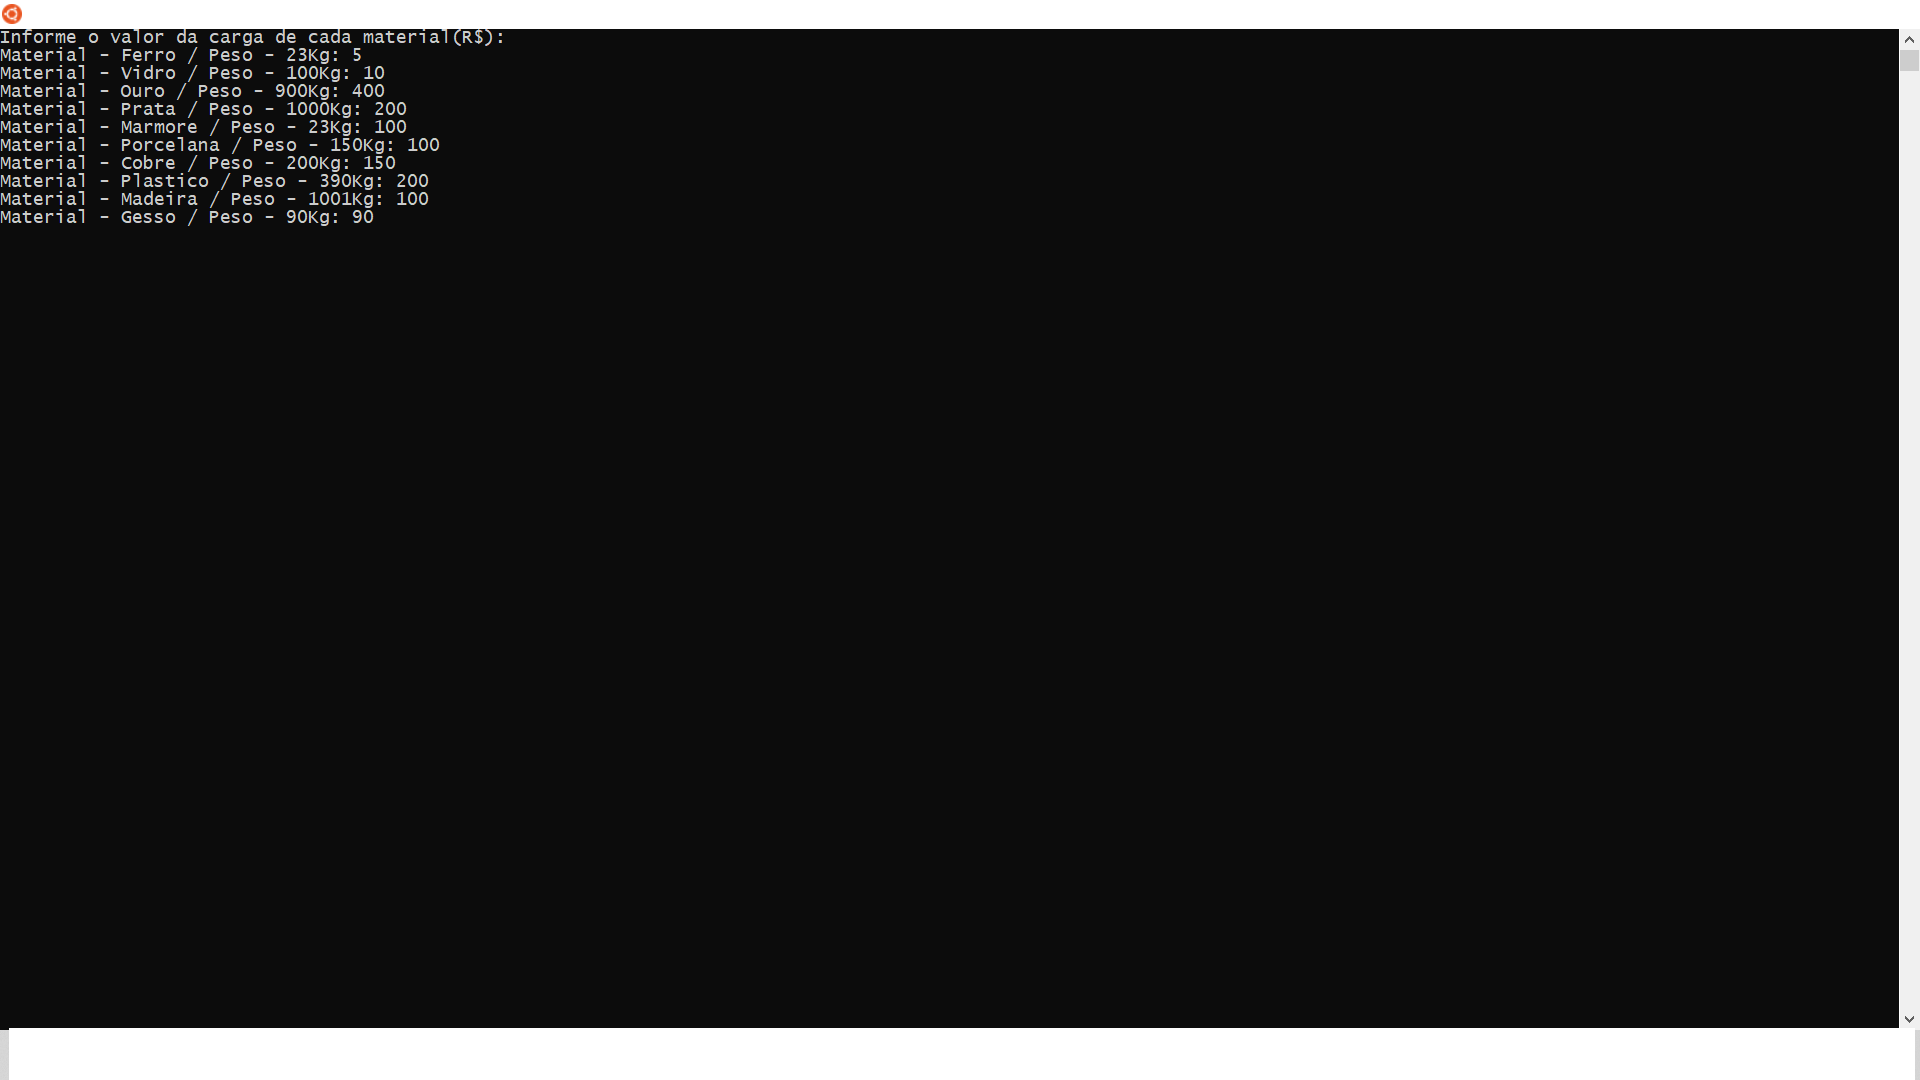 Informe o valor da carga de cada material(R$):
Material - Ferro / Peso - 23Kg: 5
Material - Vidro / Peso - 100Kg: 10
Material - Ouro / Peso - 900Kg: 400
Material - Prata / Peso - 1000Kg: 200
Material - Marmore / Peso - 23Kg: 100
Material - Porcelana / Peso - 150Kg: 100
Material - Cobre / Peso - 200Kg: 150
Material - Plastico / Peso - 390Kg: 200
Material - Madeira / Peso - 1001Kg: 100
Material - Gesso / Peso - 90Kg: 90